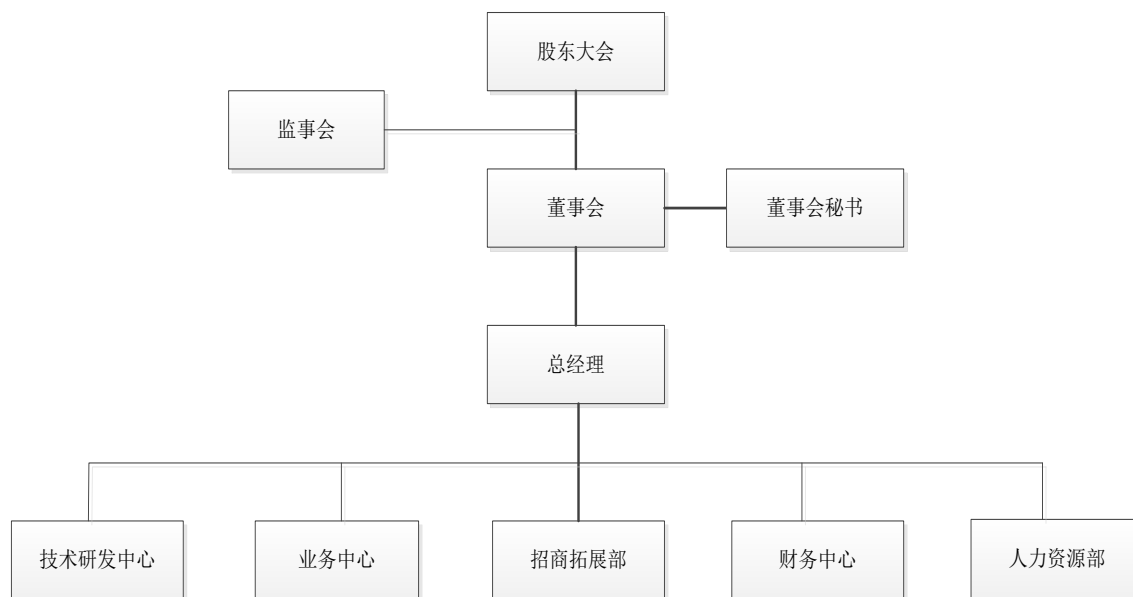 股东大会
监事会
董事会
董事会秘书
总经理
技术研发中心
业务中心
招商拓展部
财务中心
人力资源部